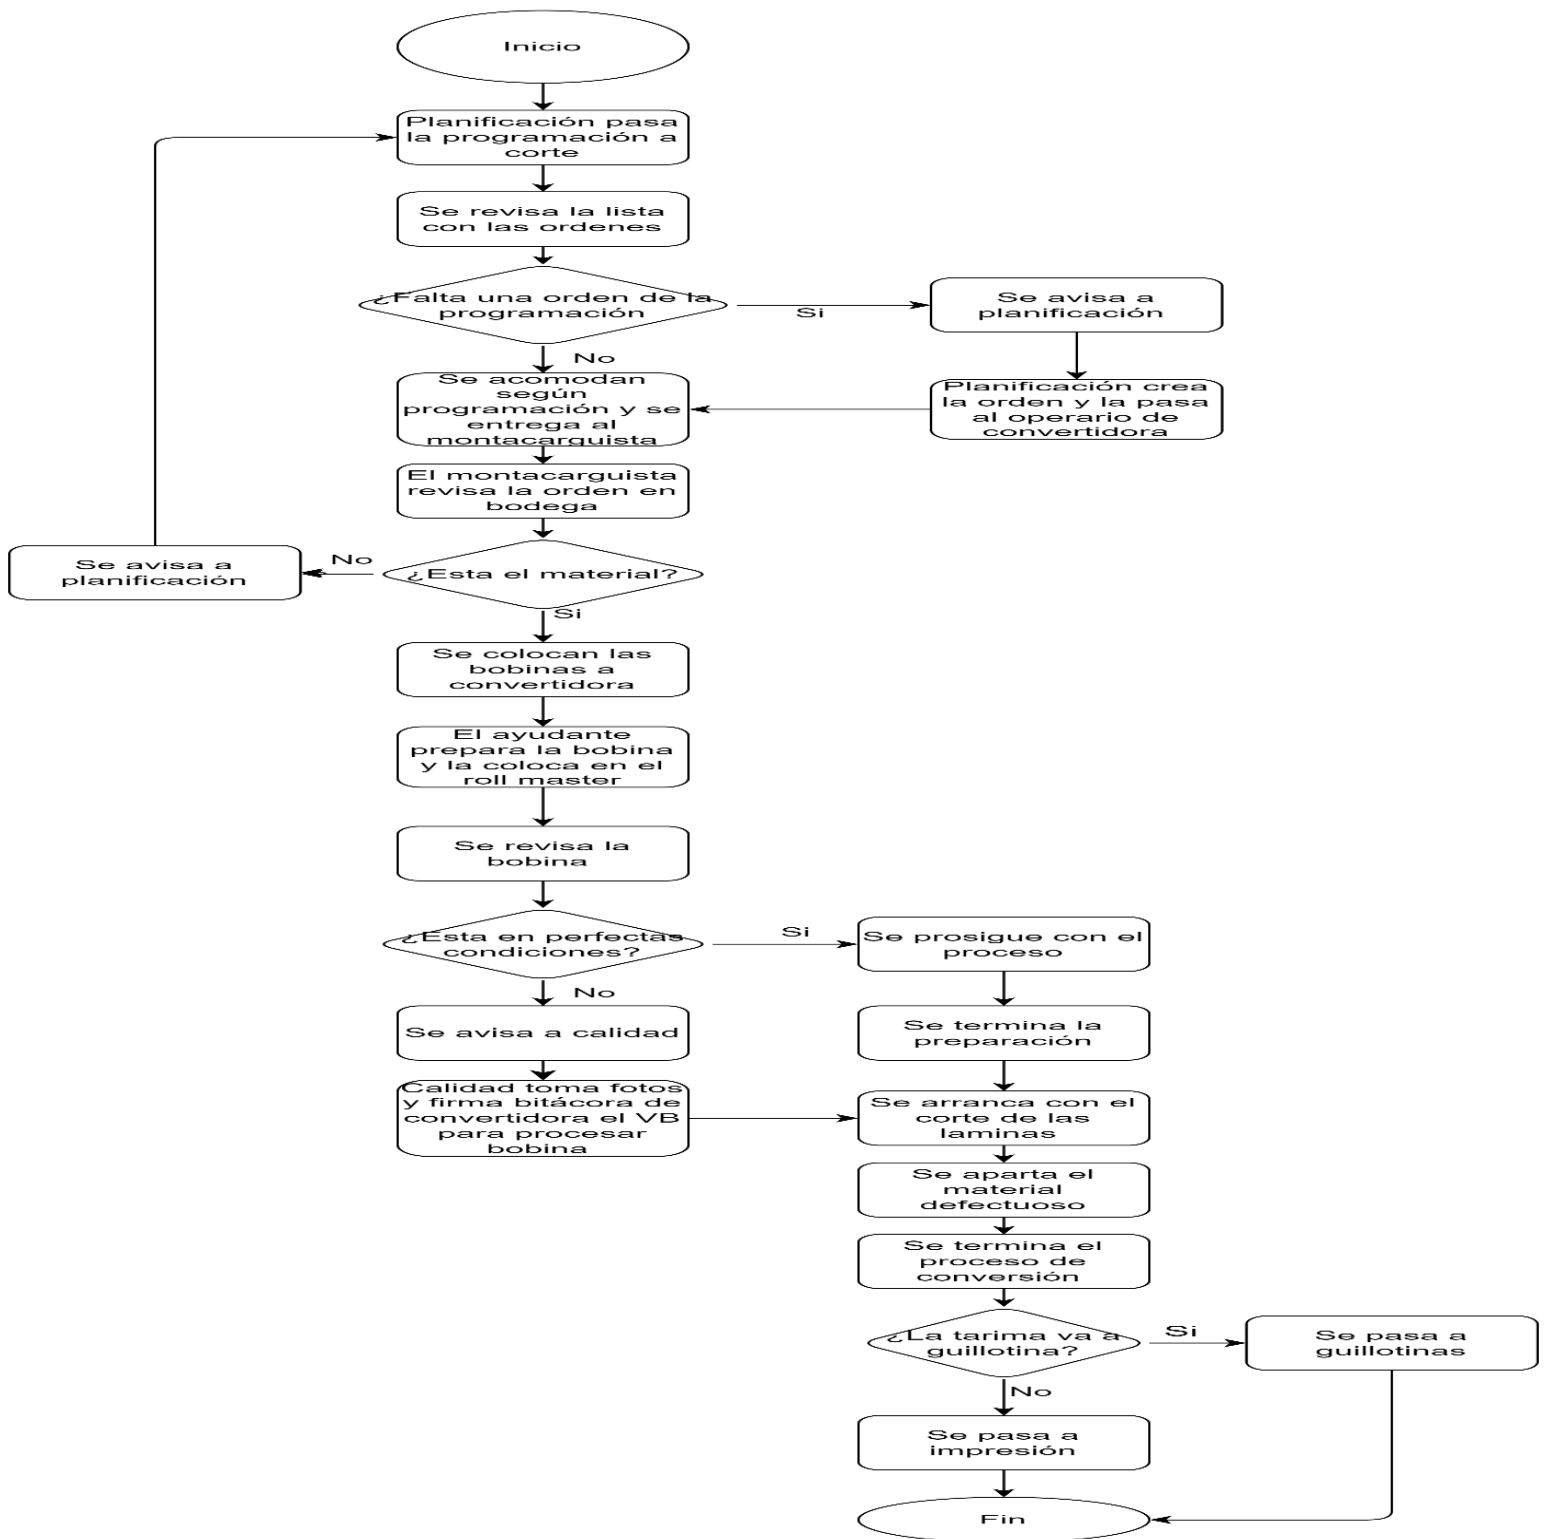 Inicio
Planificación pasa
la programación a
corte
Se revisa la lista
con las ordenes
¿Falta una orden de la
programación
Si
Se avisa a
planificación
No
Se acomodan
según
programación y se
entrega al
montacarguista
Planificación crea
la orden y la pasa
al operario de
convertidora
El montacarguista
revisa la orden en
bodega
¿Esta el material?
No
Se avisa a
planificación
Si
Se colocan las
bobinas a
convertidora
El ayudante
prepara la bobina
y la coloca en el
roll master
Se revisa la
bobina
¿Esta en perfectas
condiciones?
Si
Se prosigue con el
proceso
No
Se avisa a calidad
Se termina la
preparación
Calidad toma fotos
y firma bitácora de
convertidora el VB
para procesar
bobina
Se arranca con el
corte de las
laminas
Se aparta el
material
defectuoso
Se termina el
proceso de
conversión
¿La tarima va a
guillotina?
Si
Se pasa a
guillotinas
No
Se pasa a
impresión
Fin